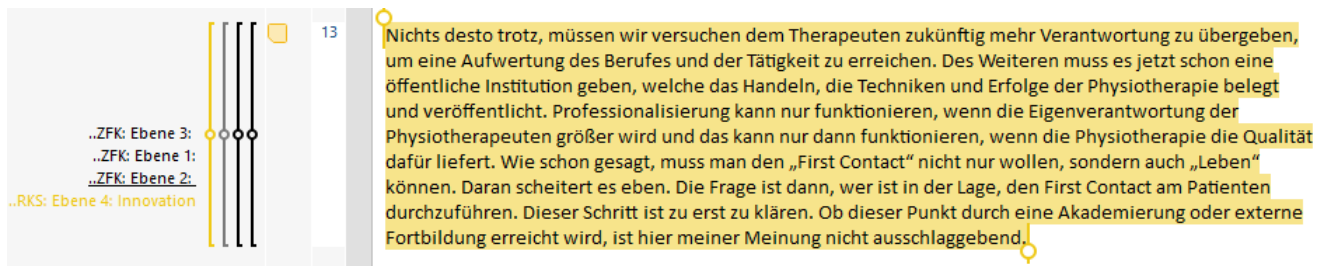 13
Nichts desto trotz, müssen wir versuchen dem Therapeuten zukünftig mehr Verantwortung zu übergeben,
um eine Aufwertung des Berufes und der Tätigkeit zu erreichen. Des Weiteren muss es jetzt schon eine
öffentliche Institution geben, welche das Handeln, die Techniken und Erfolge der Physiotherapie belegt
und veröffentlicht. Professionalisierung kann nur funktionieren, wenn die Eigenverantwortung der
Physiotherapeuten größer wird und das kann nur dann funktionieren, wenn die Physiotherapie die Qualität
dafür liefert. Wie schon gesagt, muss man den „First Contact“ nicht nur wollen, sondern auch „Leben“
können. Daran scheitert es eben. Die Frage ist dann, wer ist in der Lage, den First Contact am Patienten
durchzuführen. Dieser Schritt ist zu erst zu klären. Ob dieser Punkt durch eine Akademierung oder externe
Fortbildung erreicht wird, ist hier meiner Meinung nicht ausschlaggebend.
..ZFK: Ebene 3:
..ZFK: Ebene 1:
..ZFK: Ebene 2:
..RKS: Ebene 4: Innovation